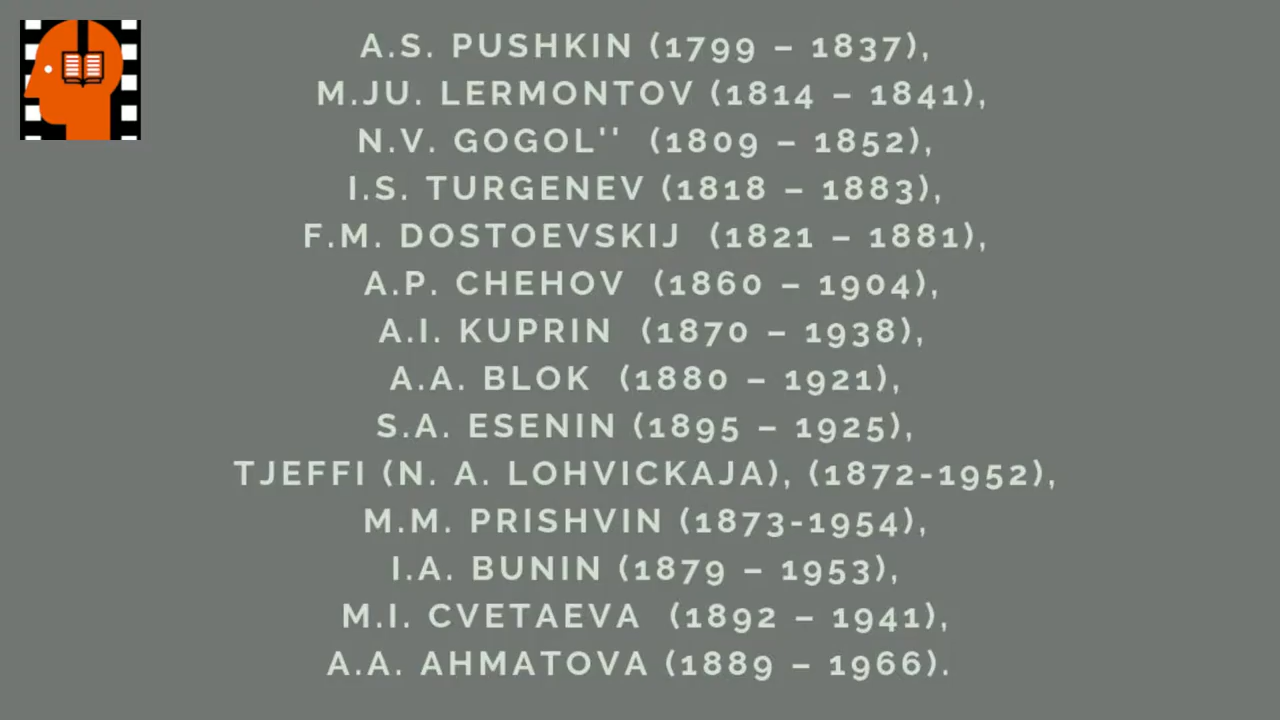 A.S. PUSHKIN (1799 – 1837),
M.JU. LERMONTOV (1814 – 1841),
N.V. GOGOL'' (1809 – 1852),
I.S. TURGENEV (1818 – 1883),
F.M. DOSTOEVSKIJ (1821 – 1881),
A.P. CHEHOV (1860 – 1904),
A.I. KUPRIN (1870 – 1938),
A.A. BLOK (1880 – 1921),
S.A. ESENIN (1895 – 1925),
TJEFFI (N. A. LOHVICKAJA), (1872-1952),
M.M. PRISHVIN (1873-1954),
I.A. BUNIN (1879 – 1953),
M.I. CVETAEVA (1892 – 1941),
A.A. AHMATOVA (1889 – 1966).